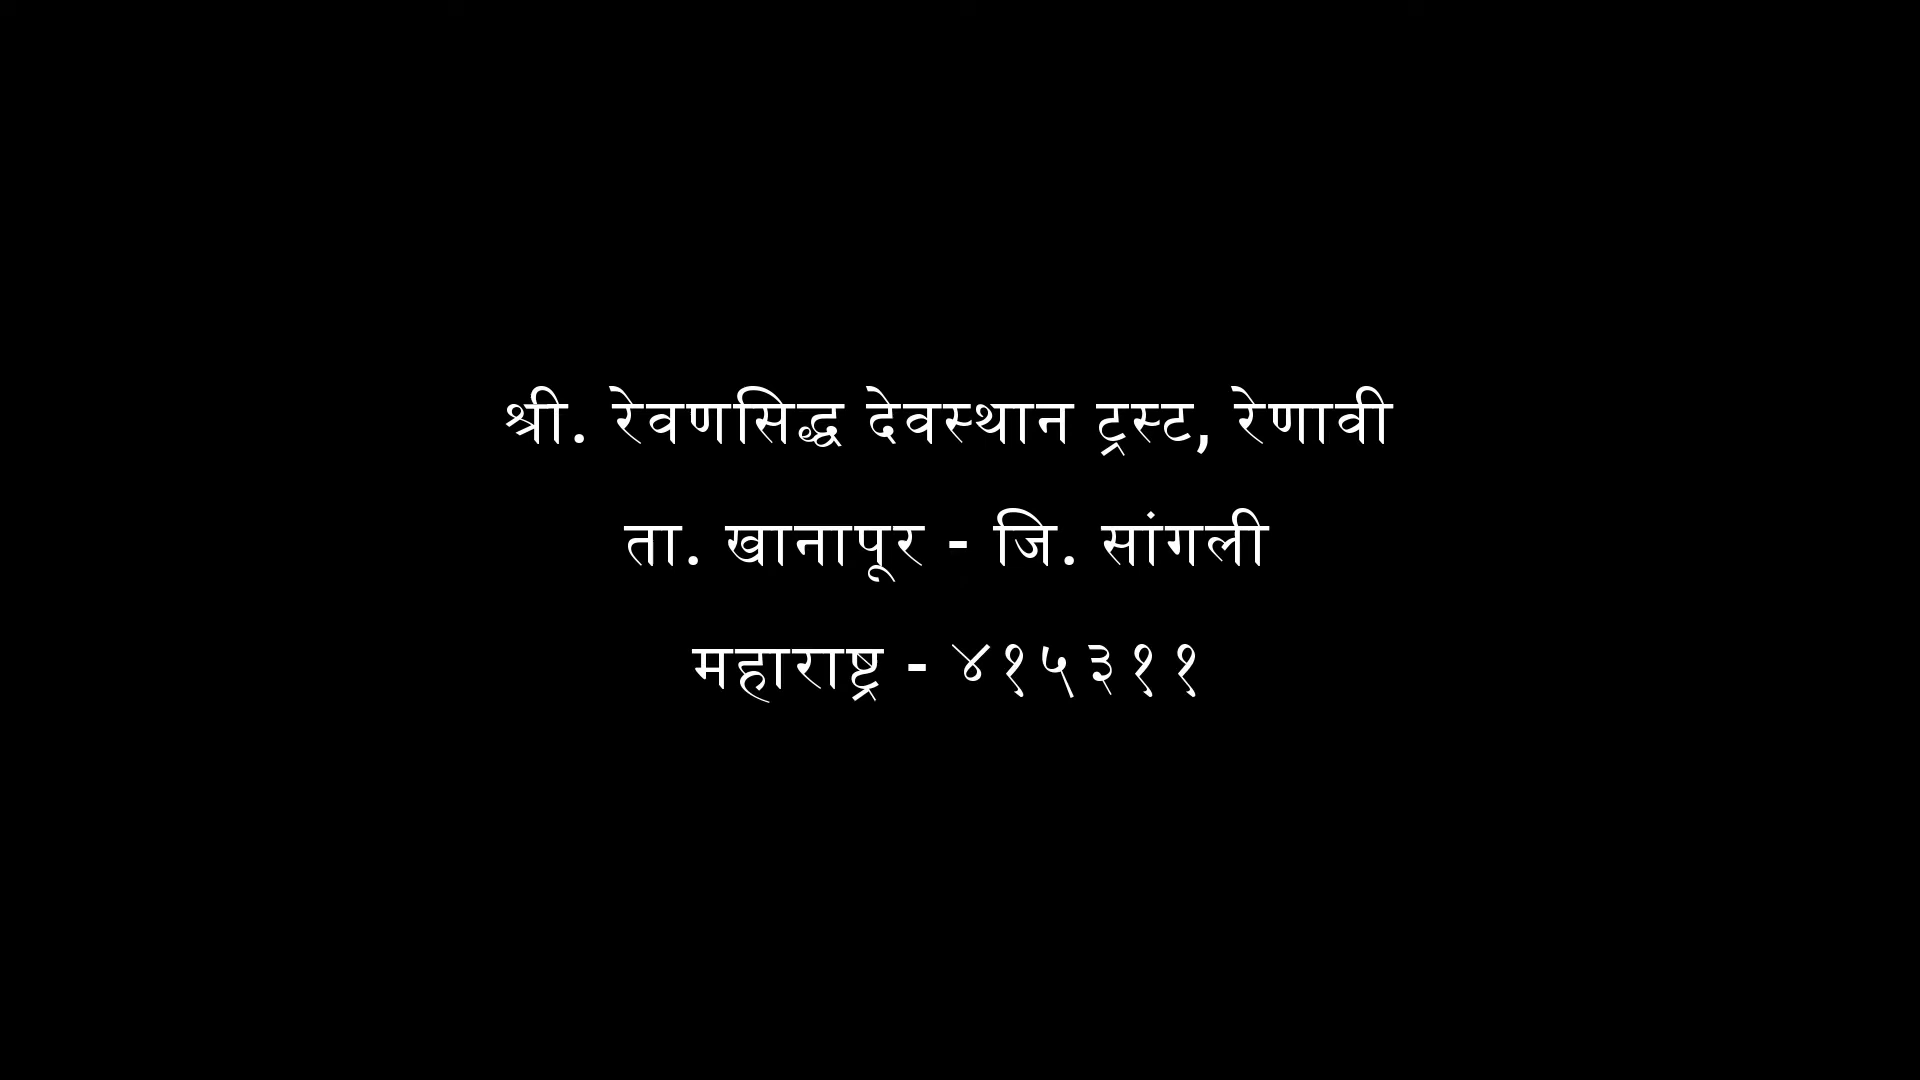 श्री. रेवणसिद्ध देवस्थान ट्रस्ट, रेणावी
ता. खानापूर - जि. सांगली
महाराष्ट्र - ४१५३११